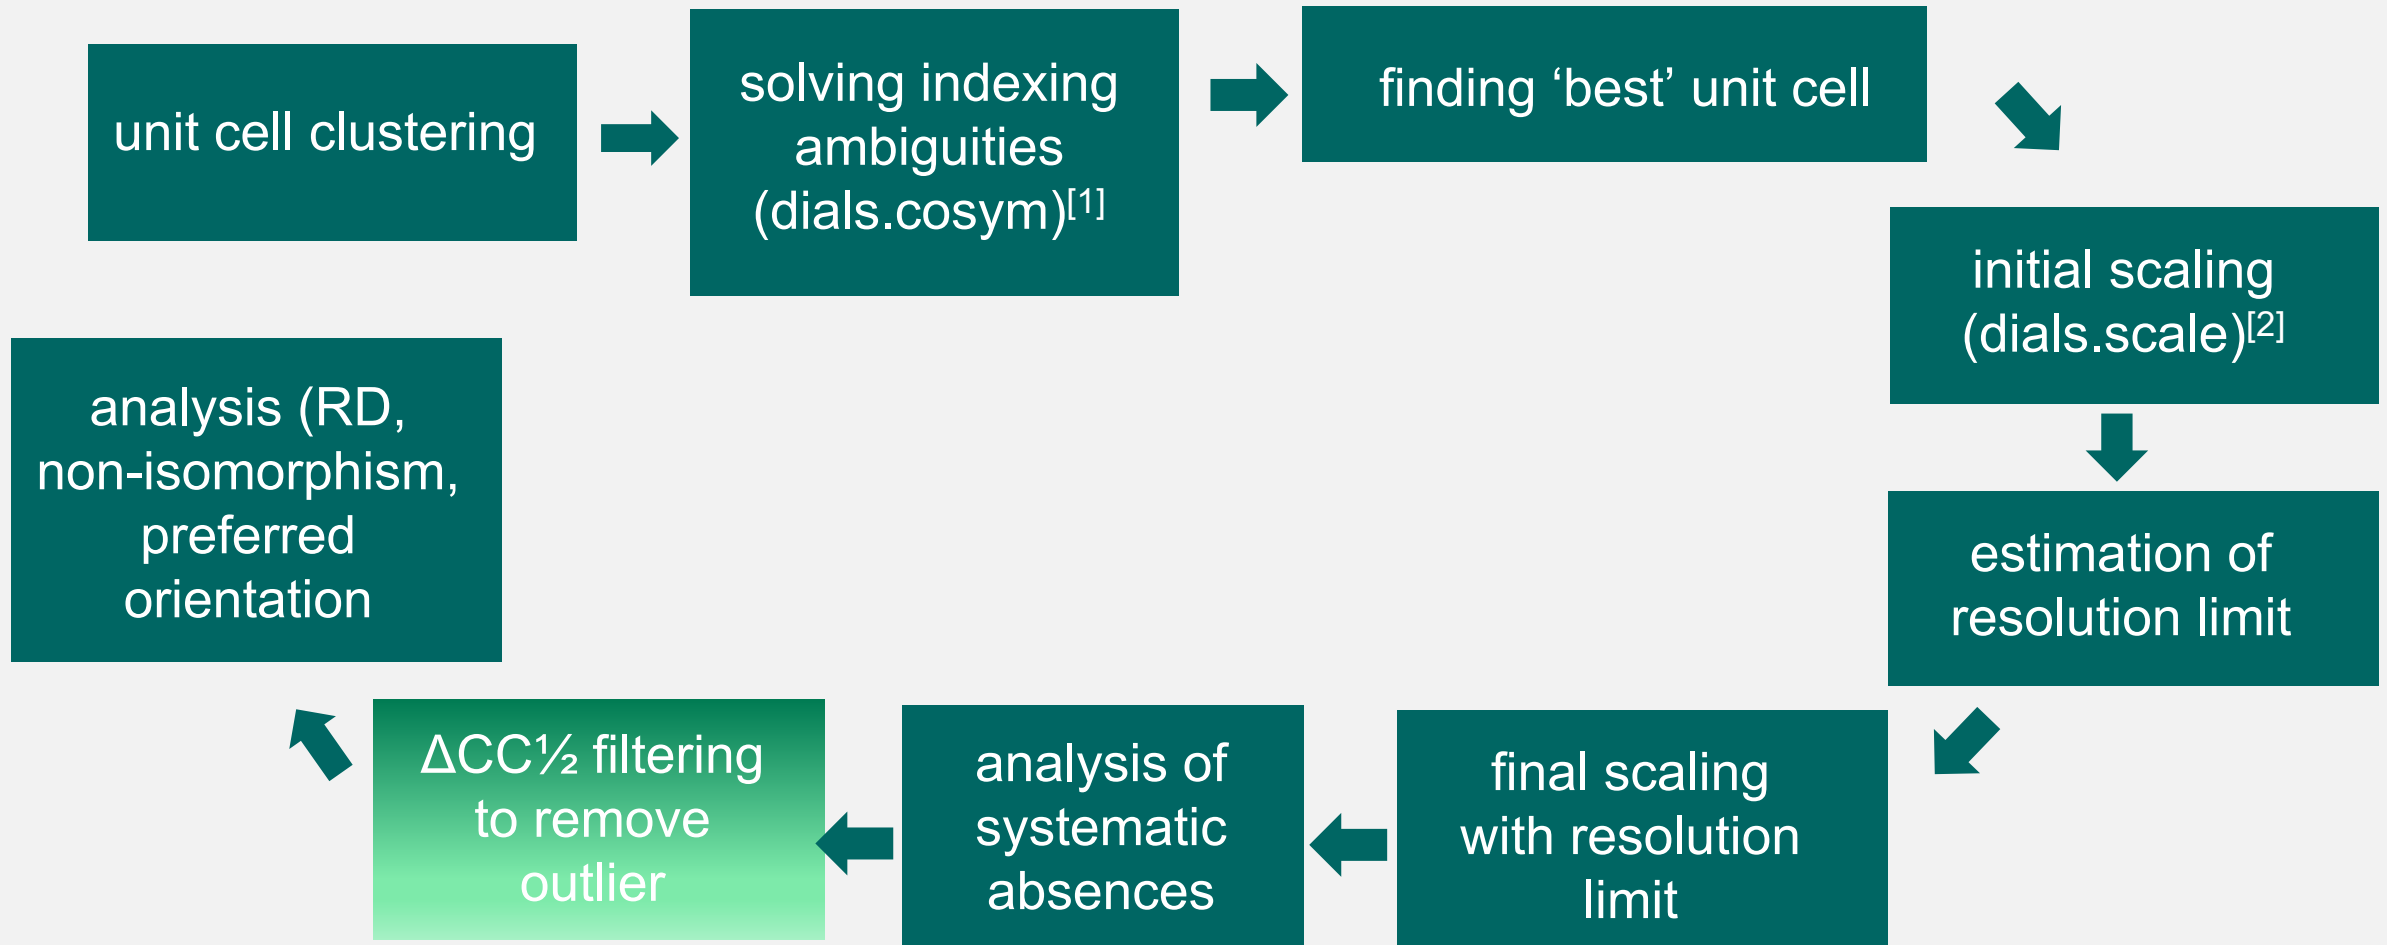 unit cell clustering
solving indexing
ambiguities
(dials.cosym)[1]
finding ‘best’ unit cell
initial scaling
(dials.scale)[2]
estimation of
resolution limit
final scaling
with resolution
limit
analysis of
systematic
absences
ΔCC½ filtering
to remove
outlier
analysis (RD,
non-isomorphism,
preferred
orientation